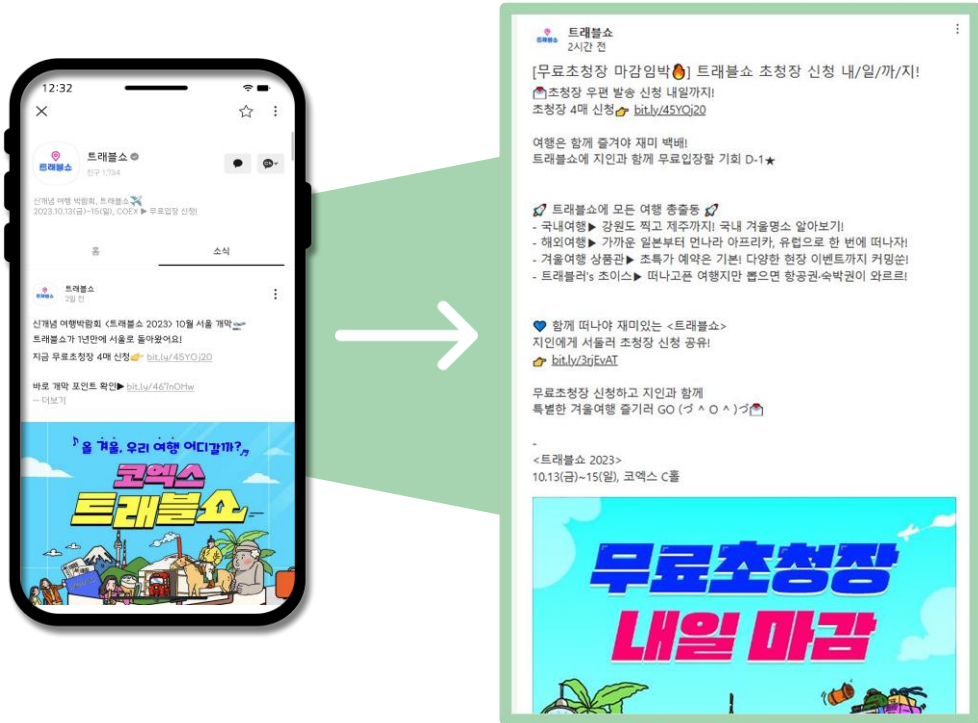 12:32
트래블쇼
트래블쇼
친구 1,734
신개념 여행 박람회, 트래블쇼✈️
2023.10.13(금)~15(일), COEX ▶ 무료입장 신청!
홈
소식
트래블쇼
트래블쇼
2일 전
신개념 여행박람회 <트래블쇼 2023> 10월 서울 개막🛫
트래블쇼가 1년만에 서울로 돌아왔어요!
지금 무료초청장 4매 신청👉 bit.ly/45YOj20
바로 개막 포인트 확인▶ bit.ly/467nOHw
··· 더보기
올 겨울, 우리 여행 어디갈까?
코엑스
트래블쇼
트래블쇼
트래블쇼
2시간 전
[무료초청장 마감임박🔥] 트래블쇼 초청장 신청 내/일/까/지!
📩초청장 우편 발송 신청 내일까지!
초청장 4매 신청👉 bit.ly/45YOj20
여행은 함께 즐겨야 재미 백배!
트래블쇼에 지인과 함께 무료입장할 기회 D-1★
🚀 트래블쇼에 모든 여행 총출동 🚀
- 국내여행▶ 강원도 찍고 제주까지! 국내 겨울명소 알아보기!
- 해외여행▶ 가까운 일본부터 먼나라 아프리카, 유럽으로 한 번에 떠나자!
- 겨울여행 상품관▶ 초특가 예약은 기본! 다양한 현장 이벤트까지 커밍쑨!
- 트래블러's 초이스▶ 떠나고픈 여행지만 뽑으면 항공권·숙박권이 와르르!
💙 함께 떠나야 재미있는 <트래블쇼>
지인에게 서둘러 초청장 신청 공유!
👉 bit.ly/3rjEvAT
무료초청장 신청하고 지인과 함께
특별한 겨울여행 즐기러 GO (づ ^ O ^ )づ📩
-
<트래블쇼 2023>
10.13(금)~15(일), 코엑스 C홀
무료초청장
내일 마감